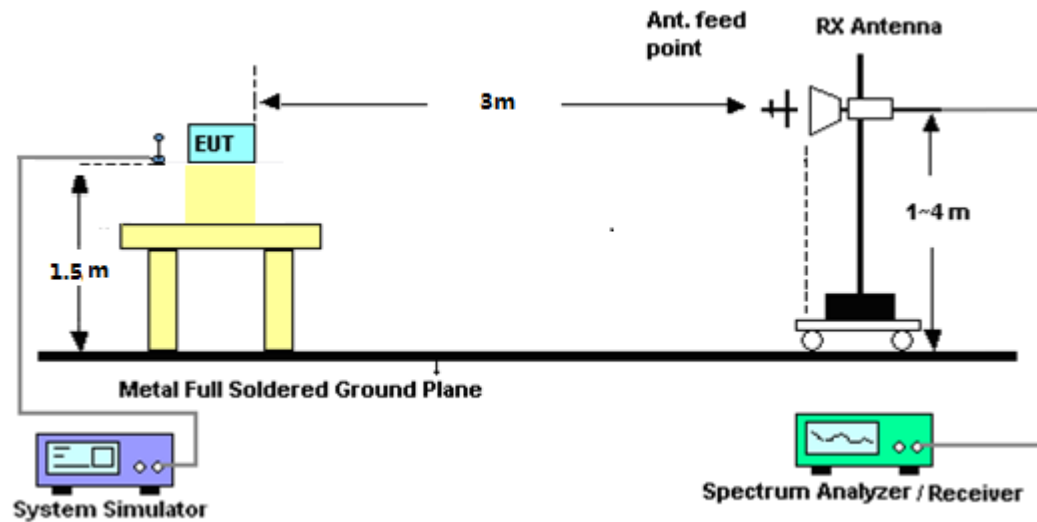 Ant. feed
point
RX Antenna
3m
EUT
1.5 m
1~4 m
Metal Full Soldered Ground Plane
System Simulator
Spectrum Analyzer / Receiver